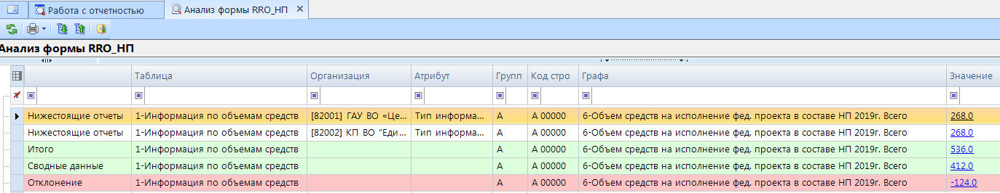 Работа с отчетностью Анализ формы RRO_НП
Анализ формы RRO_НП
Таблица Организация Атрибут Групп Код стро Графа Значение
Нижестоящие отчеты 1-Информация по объемам средств [82001] ГАУ ВО «Це... Тип информа... А А 00000 6-Объем средств на исполнение фед. проекта в составе НП 2019г. Всего 268,0
Нижестоящие отчеты 1-Информация по объемам средств [82002] КП ВО "Еди... Тип информа... А А 00000 6-Объем средств на исполнение фед. проекта в составе НП 2019г. Всего 268,0
Итого 1-Информация по объемам средств А А 00000 6-Объем средств на исполнение фед. проекта в составе НП 2019г. Всего 536,0
Сводные данные 1-Информация по объемам средств А А 00000 6-Объем средств на исполнение фед. проекта в составе НП 2019г. Всего 412,0
Отклонение 1-Информация по объемам средств А А 00000 6-Объем средств на исполнение фед. проекта в составе НП 2019г. Всего -124,0